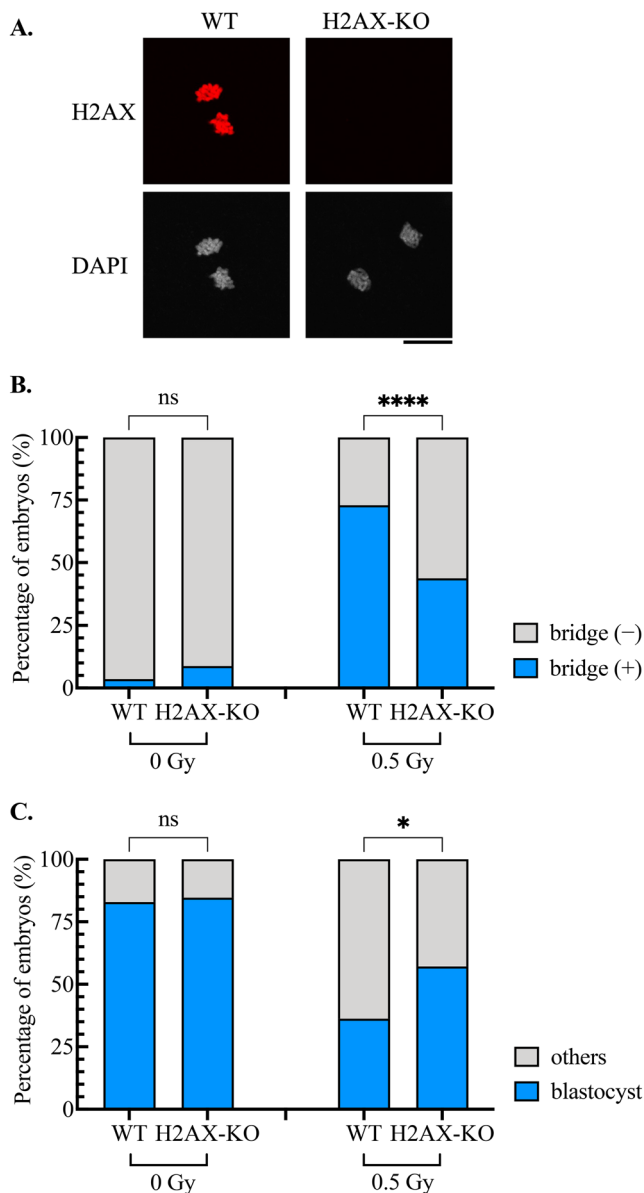 A.
WT H2AX-KO
H2AX
DAPI
B.
ns ****
Percentage of embryos (%)
100
75
50
25
0
bridge (−)
bridge (+)
WT H2AX-KO WT H2AX-KO
0 Gy 0.5 Gy
C.
ns *
Percentage of embryos (%)
100
75
50
25
0
others
blastocyst
WT H2AX-KO WT H2AX-KO
0 Gy 0.5 Gy